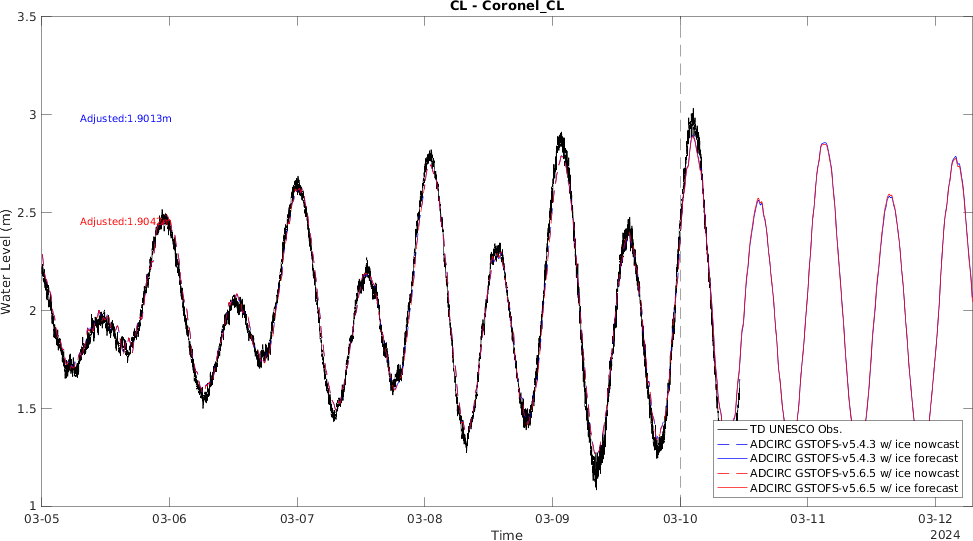 CL - Coronel_CL
3.5
3
2.5
2
1.5
1
Water Level (m)
Adjusted:1.9013m
TD UNESCO Obs.
ADCIRC GSTOFS-v5.4.3 w/ ice nowcast
ADCIRC GSTOFS-v5.4.3 w/ ice forecast
ADCIRC GSTOFS-v5.6.5 w/ ice nowcast
ADCIRC GSTOFS-v5.6.5 w/ ice forecast
03-05 03-06 03-07 03-08 03-09 03-10 03-11 03-12
Time
2024